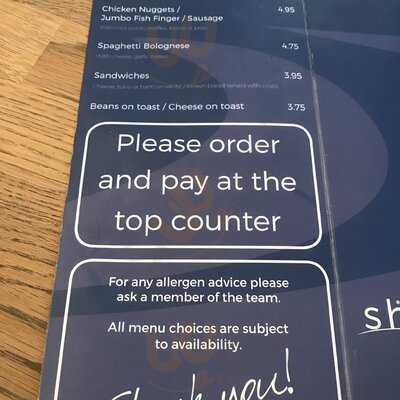 Chicken Nuggets /
Jumbo Fish Finger / Sausage 4.95
Spaghetti Bolognese 4.75
Sandwiches 3.95
Beans on toast / Cheese on toast 3.75
Please order
and pay at the
top counter
For any allergen advice please
ask a member of the team.
All menu choices are subject
to availability.
Thank you!
sh